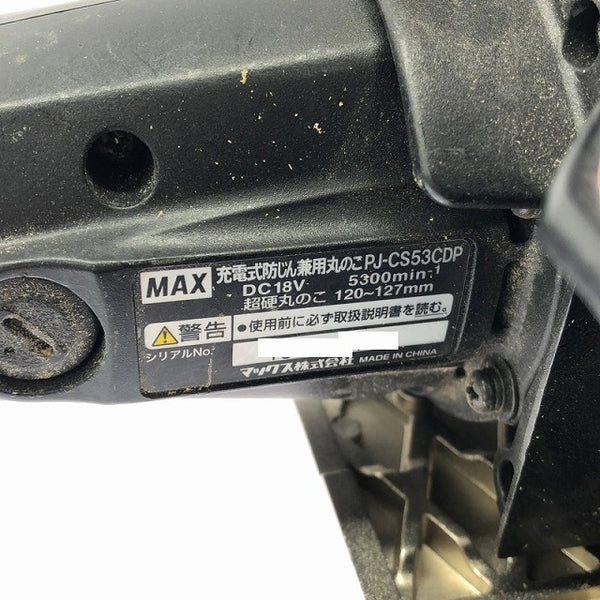 MAX 充電式防じん兼用丸のこ PJ-CS53CDP
DC18V 5300min⁻¹
超硬丸のこ 120~127mm
警告 ●使用前に必ず取扱説明書を読む。
シリアルNo.
マックス株式会社 MADE IN CHINA